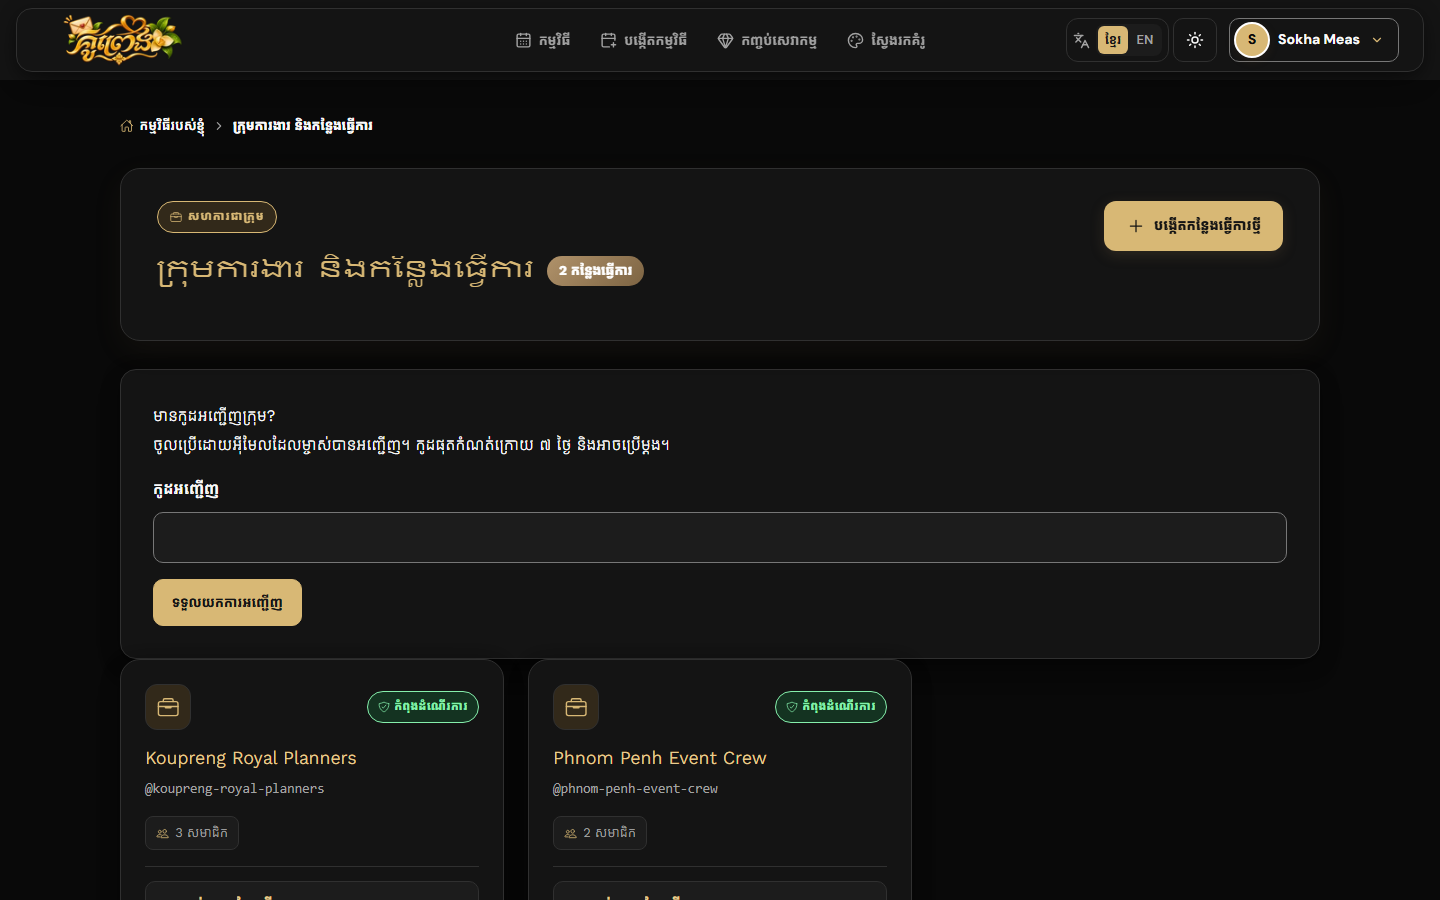 គូព្រេង
កម្មវិធី
បង្កើតកម្មវិធី
កញ្ចប់សេវាកម្ម
ស្វែងរកគំរូ
ខ្មែរ EN
S Sokha Meas
កម្មវិធីរបស់ខ្ញុំ > ក្រុមការងារ និងកន្លែងធ្វើការ
សហការជាក្រុម
ក្រុមការងារ និងកន្លែងធ្វើការ
2 កន្លែងធ្វើការ
បង្កើតកន្លែងធ្វើការថ្មី
មានកូដអញ្ជើញក្រុម?
ចូលប្រើដោយអ៊ីមែលដែលម្ចាស់បានអញ្ជើញ។ កូដផុតកំណត់ក្រោយ ៧ ថ្ងៃ និងអាចប្រើម្តង។
កូដអញ្ជើញ
ទទួលយកការអញ្ជើញ
កំពុងដំណើរការ
Koupreng Royal Planners
@koupreng-royal-planners
3 សមាជិក
កំពុងដំណើរការ
Phnom Penh Event Crew
@phnom-penh-event-crew
2 សមាជិក